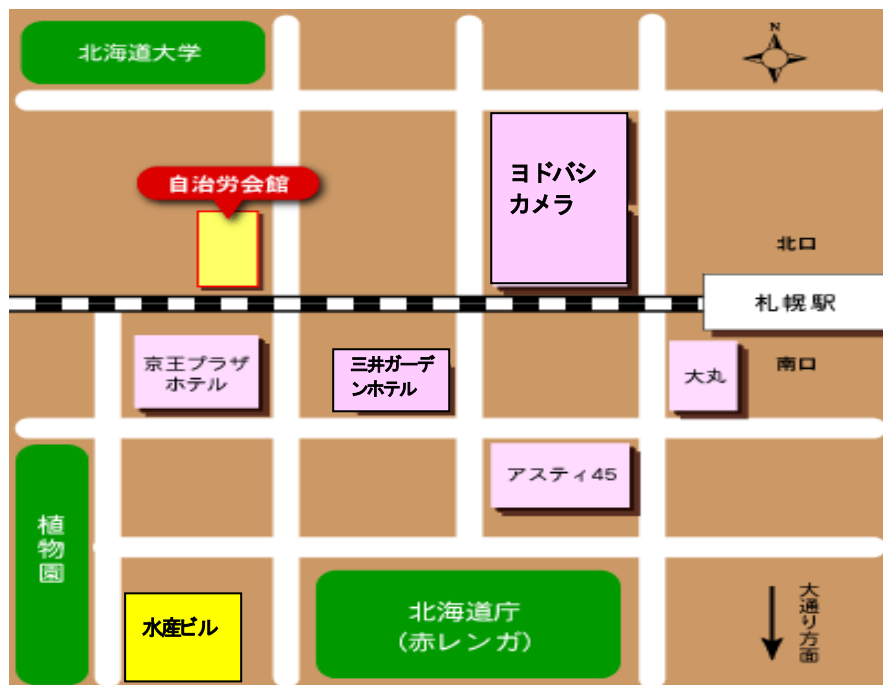 北海道大学
N
ヨドバシ
カメラ
自治労会館
北口
札幌駅
京王プラザ
ホテル
三井ガーデ
ンホテル
大丸
南口
アスティ45
植物園
水産ビル
北海道庁
(赤レンガ)
大通り方面